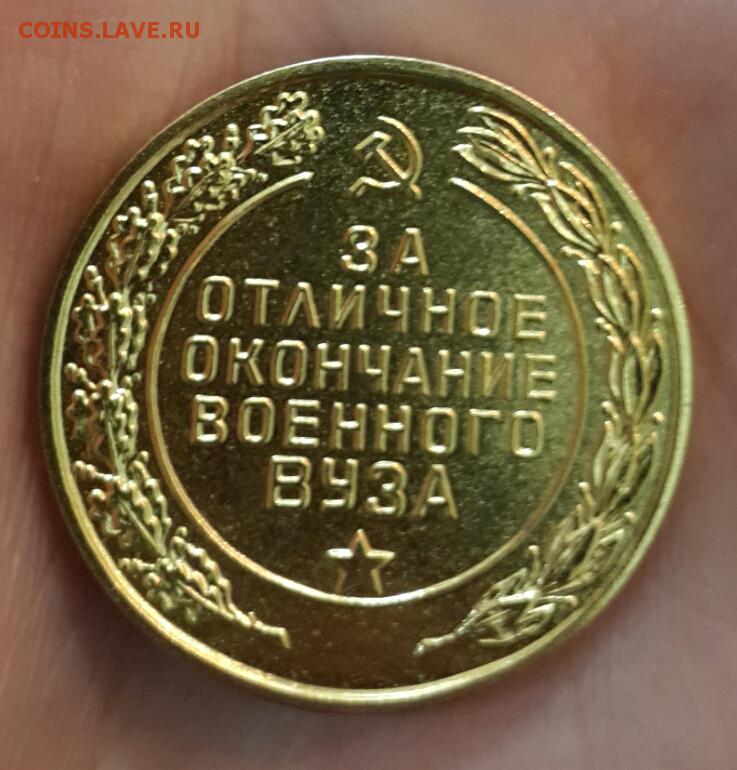 COINS.LAVE.RU
ЗА
ОТЛИЧНОЕ
ОКОНЧАНИЕ
ВОЕННОГО
ВУЗА